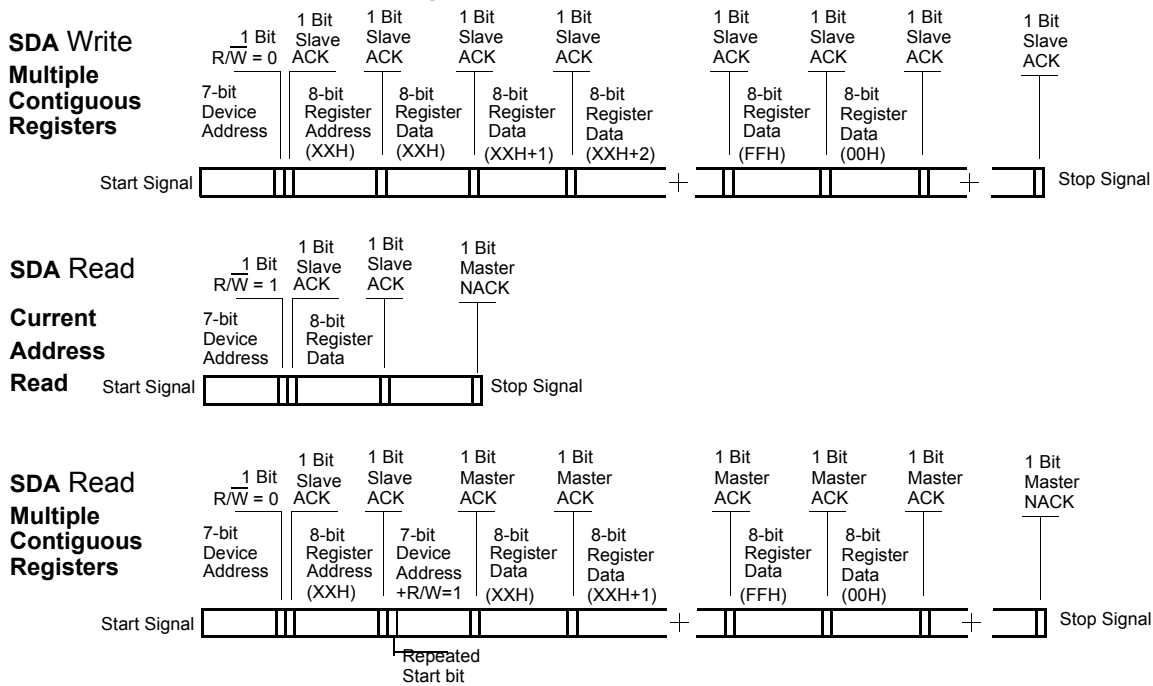 SDA Write
Multiple
Contiguous
Registers
1 Bit
R/W = 0
1 Bit
Slave
ACK
1 Bit
Slave
ACK
1 Bit
Slave
ACK
1 Bit
Slave
ACK
1 Bit
Slave
ACK
1 Bit
Slave
ACK
1 Bit
Slave
ACK
1 Bit
Slave
ACK
7-bit
Device
Address
8-bit
Register
Address
(XXH)
8-bit
Register
Data
(XXH)
8-bit
Register
Data
(XXH+1)
8-bit
Register
Data
(XXH+2)
8-bit
Register
Data
(FFH)
8-bit
Register
Data
(00H)
Start Signal
Stop Signal
SDA Read
Current
Address
Read
1 Bit
R/W = 1
1 Bit
Slave
ACK
1 Bit
Slave
ACK
1 Bit
Master
NACK
7-bit
Device
Address
8-bit
Register
Data
Start Signal
Stop Signal
SDA Read
Multiple
Contiguous
Registers
1 Bit
R/W = 0
1 Bit
Slave
ACK
1 Bit
Slave
ACK
1 Bit
Master
ACK
1 Bit
Master
ACK
1 Bit
Master
ACK
1 Bit
Master
ACK
1 Bit
Master
ACK
1 Bit
Master
NACK
7-bit
Device
Address
8-bit
Register
Address
(XXH)
7-bit
Device
Address
+R/W=1
8-bit
Register
Data
(XXH)
8-bit
Register
Data
(XXH+1)
8-bit
Register
Data
(FFH)
8-bit
Register
Data
(00H)
Start Signal
Stop Signal
Repeated
Start bit